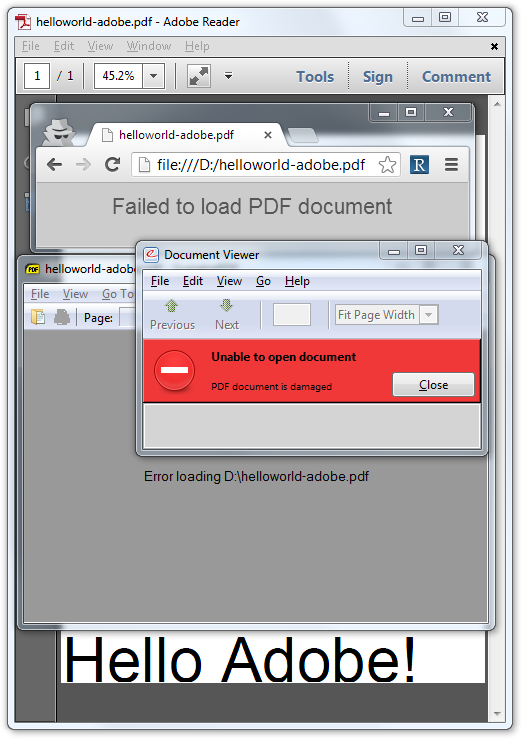 helloworld-adobe.pdf - Adobe Reader
File Edit View Window Help
1 / 1 45.2% Tools Sign Comment
helloworld-adobe.pdf
file:///D:/helloworld-adobe.pdf R
Failed to load PDF document
Document Viewer
PDF helloworld-adobe
File Edit View Go Help
File View Go To
Previous Next Fit Page Width
Page:
Unable to open document
PDF document is damaged
Close
Error loading D:\helloworld-adobe.pdf
Hello Adobe!